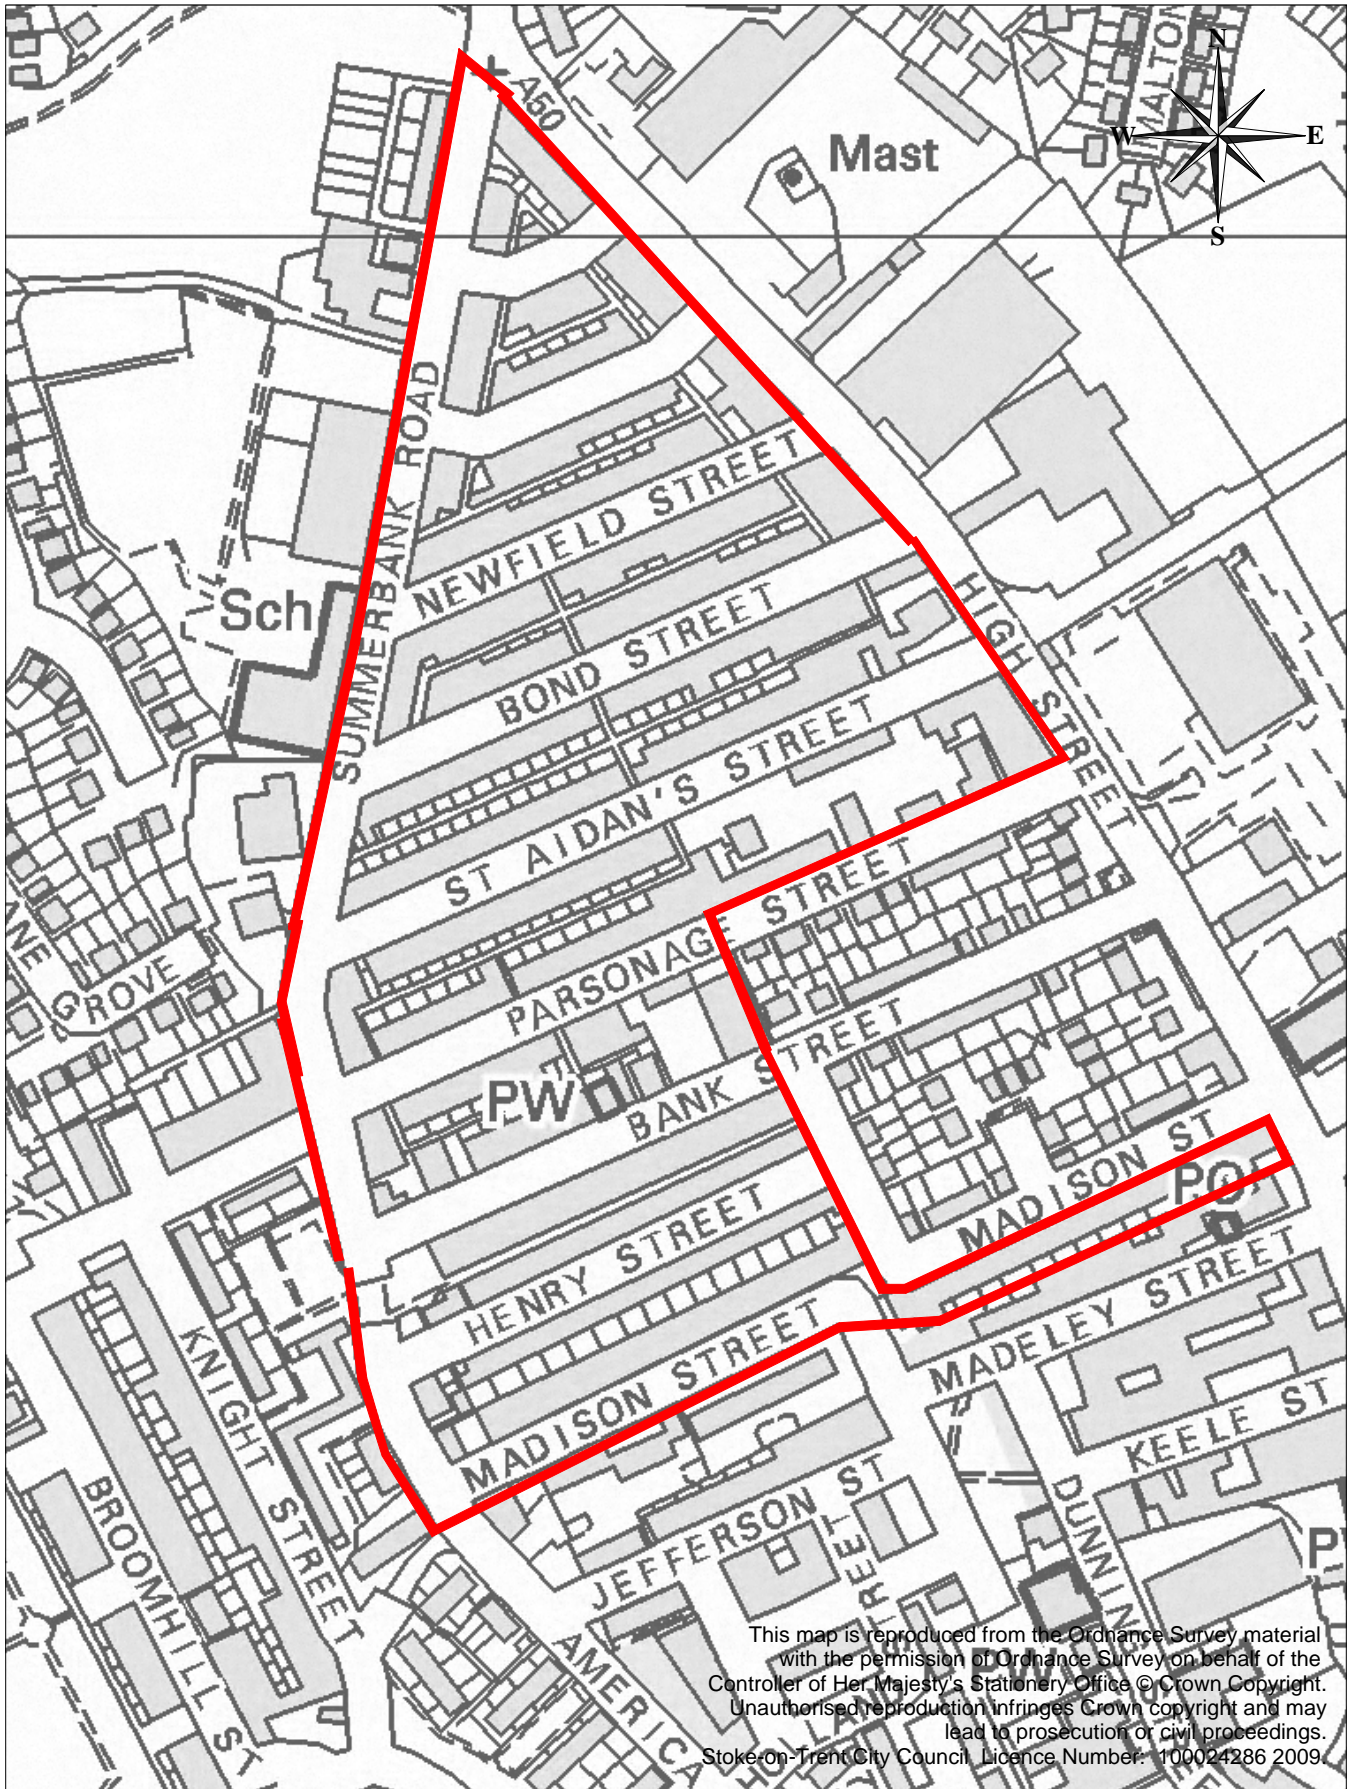 MALTON
N
A50
Mast
W
E
S
SUMMERBANK ROAD
NEWFIELD STREET
Sch
BOND STREET
HIGH STREET
ST AIDAN'S STREET
PARSONAGE STREET
GROVE
PW
BANK STREET
MADISON ST
PO
HENRY STREET
MADELEY STREET
MADISON STREET
KNIGHT STREET
KEELE ST
BROOMHILL ST
JEFFERSON ST
STREET
AMERICA
PW
This map is reproduced from the Ordnance Survey material
with the permission of Ordnance Survey on behalf of the
Controller of Her Majesty's Stationery Office © Crown Copyright.
Unauthorised reproduction infringes Crown copyright and may
lead to prosecution or civil proceedings.
Stoke-on-Trent City Council Licence Number: 100024286 2009.